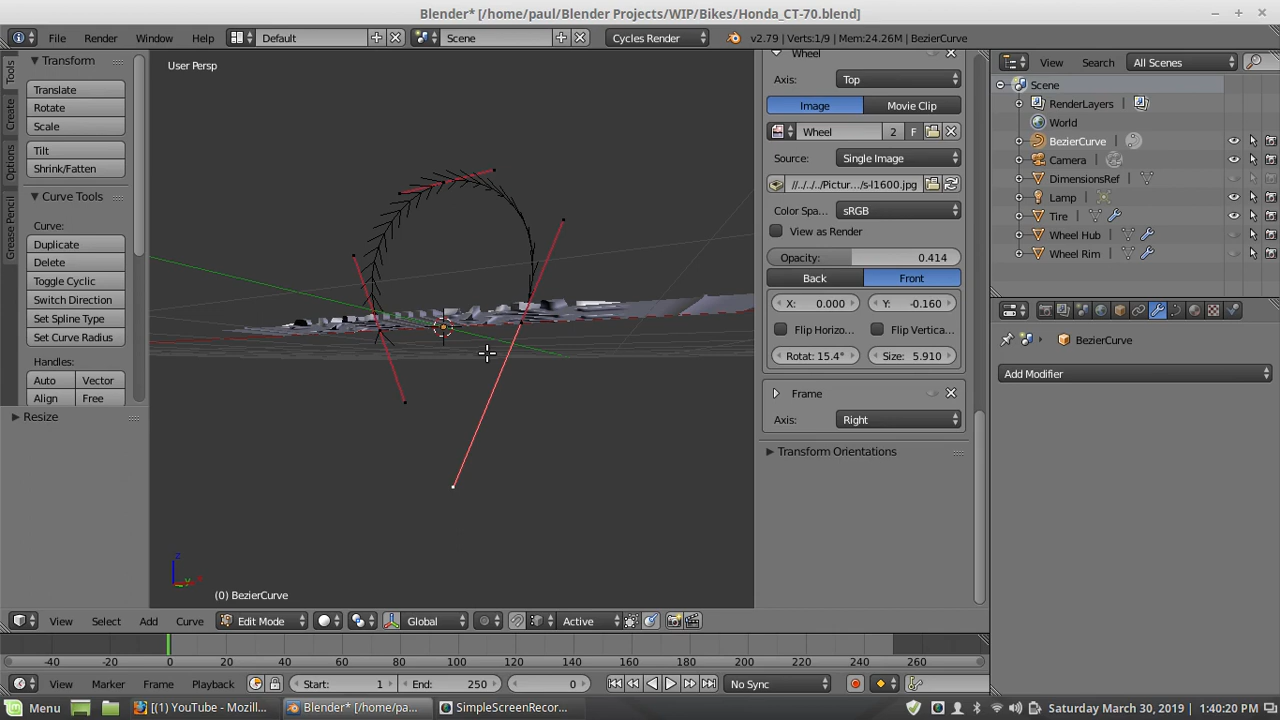 Blender* [/home/paul/Blender Projects/WIP/Bikes/Honda_CT-70.blend]
File Render Window Help Default Scene Cycles Render v2.79 | Verts:1/9 | Mem:24.26M | BezierCurve
Tools
Create
Options
Grease Pencil
Transform
Translate
Rotate
Scale
Tilt
Shrink/Fatten
Curve Tools
Curve:
Duplicate
Delete
Toggle Cyclic
Switch Direction
Set Spline Type
Set Curve Radius
Handles:
Auto Vector
Align Free
Resize
User Persp
(0) BezierCurve
Wheel
Axis: Top
Image Movie Clip
Wheel 2 F
Source: Single Image
//../../../Pictur.../s-l1600.jpg
Color Spa... sRGB
View as Render
Opacity: 0.414
Back Front
X: 0.000 Y: -0.160
Flip Horizo... Flip Vertica...
Rotat: 15.4° Size: 5.910
Frame
Axis: Right
Transform Orientations
View Search All Scenes
Scene
RenderLayers
World
BezierCurve
Camera
DimensionsRef
Lamp
Tire
Wheel Hub
Wheel Rim
BezierCurve
Add Modifier
View Select Add Curve Edit Mode Global Active
-40 -20 0 20 40 60 80 100 120 140 160 180 200 220 240 260
View Marker Frame Playback Start: 1 End: 250 0 No Sync
Menu [(1) YouTube - Mozill... Blender* [/home/pa... SimpleScreenRecor... Saturday March 30, 2019 | 1:40:20 PM